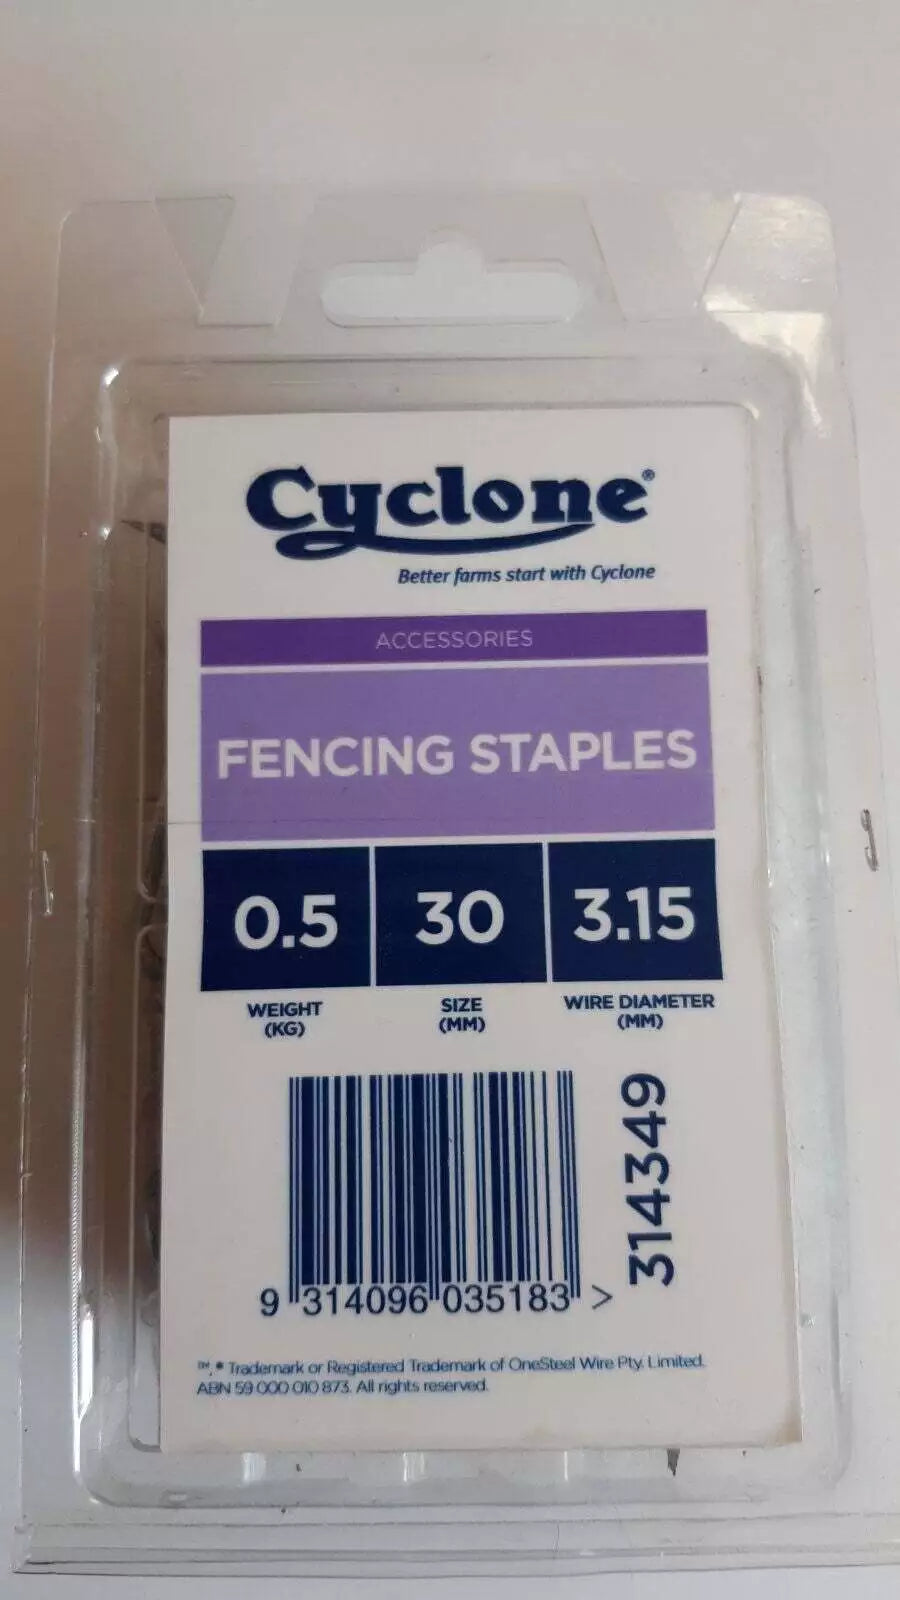 Cyclone®
Better farms start with Cyclone
ACCESSORIES
FENCING STAPLES
0.5 30 3.15
WEIGHT (KG) SIZE (MM) WIRE DIAMETER (MM)
314349
9 314096 035183 >
™, ® Trademark or Registered Trademark of OneSteel Wire Pty. Limited.
ABN 59 000 010 873. All rights reserved.